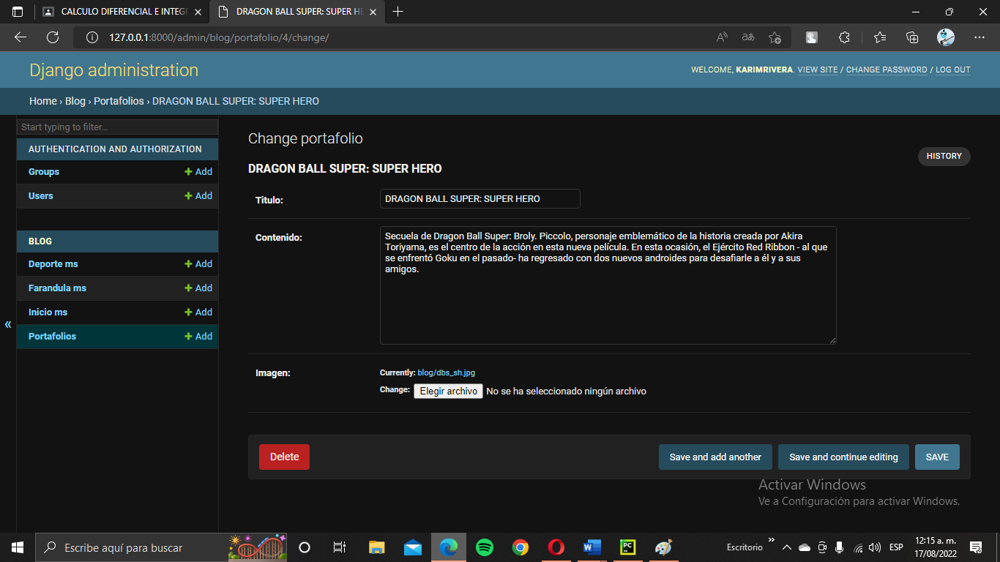 CALCULO DIFERENCIAL E INTEGR
DRAGON BALL SUPER: SUPER HE
127.0.0.1:8000/admin/blog/portafolio/4/change/
Django administration
WELCOME, KARIMRIVERA. VIEW SITE / CHANGE PASSWORD / LOG OUT
Home › Blog › Portafolios › DRAGON BALL SUPER: SUPER HERO
Start typing to filter...
AUTHENTICATION AND AUTHORIZATION
Groups + Add
Users + Add
BLOG
Deporte ms + Add
Farandula ms + Add
Inicio ms + Add
Portafolios + Add
«
Change portafolio
HISTORY
DRAGON BALL SUPER: SUPER HERO
Titulo: DRAGON BALL SUPER: SUPER HERO
Contenido: Secuela de Dragon Ball Super: Broly. Piccolo, personaje emblemático de la historia creada por Akira
Toriyama, es el centro de la acción en esta nueva película. En esta ocasión, el Ejército Red Ribbon - al que
se enfrentó Goku en el pasado- ha regresado con dos nuevos androides para desafiarle a él y a sus
amigos.
Imagen: Currently: blog/dbs_sh.jpg
Change: Elegir archivo No se ha seleccionado ningún archivo
Delete Save and add another Save and continue editing SAVE
Activar Windows
Ve a Configuración para activar Windows.
Escribe aquí para buscar
Escritorio
ESP
12:15 a. m.
17/08/2022